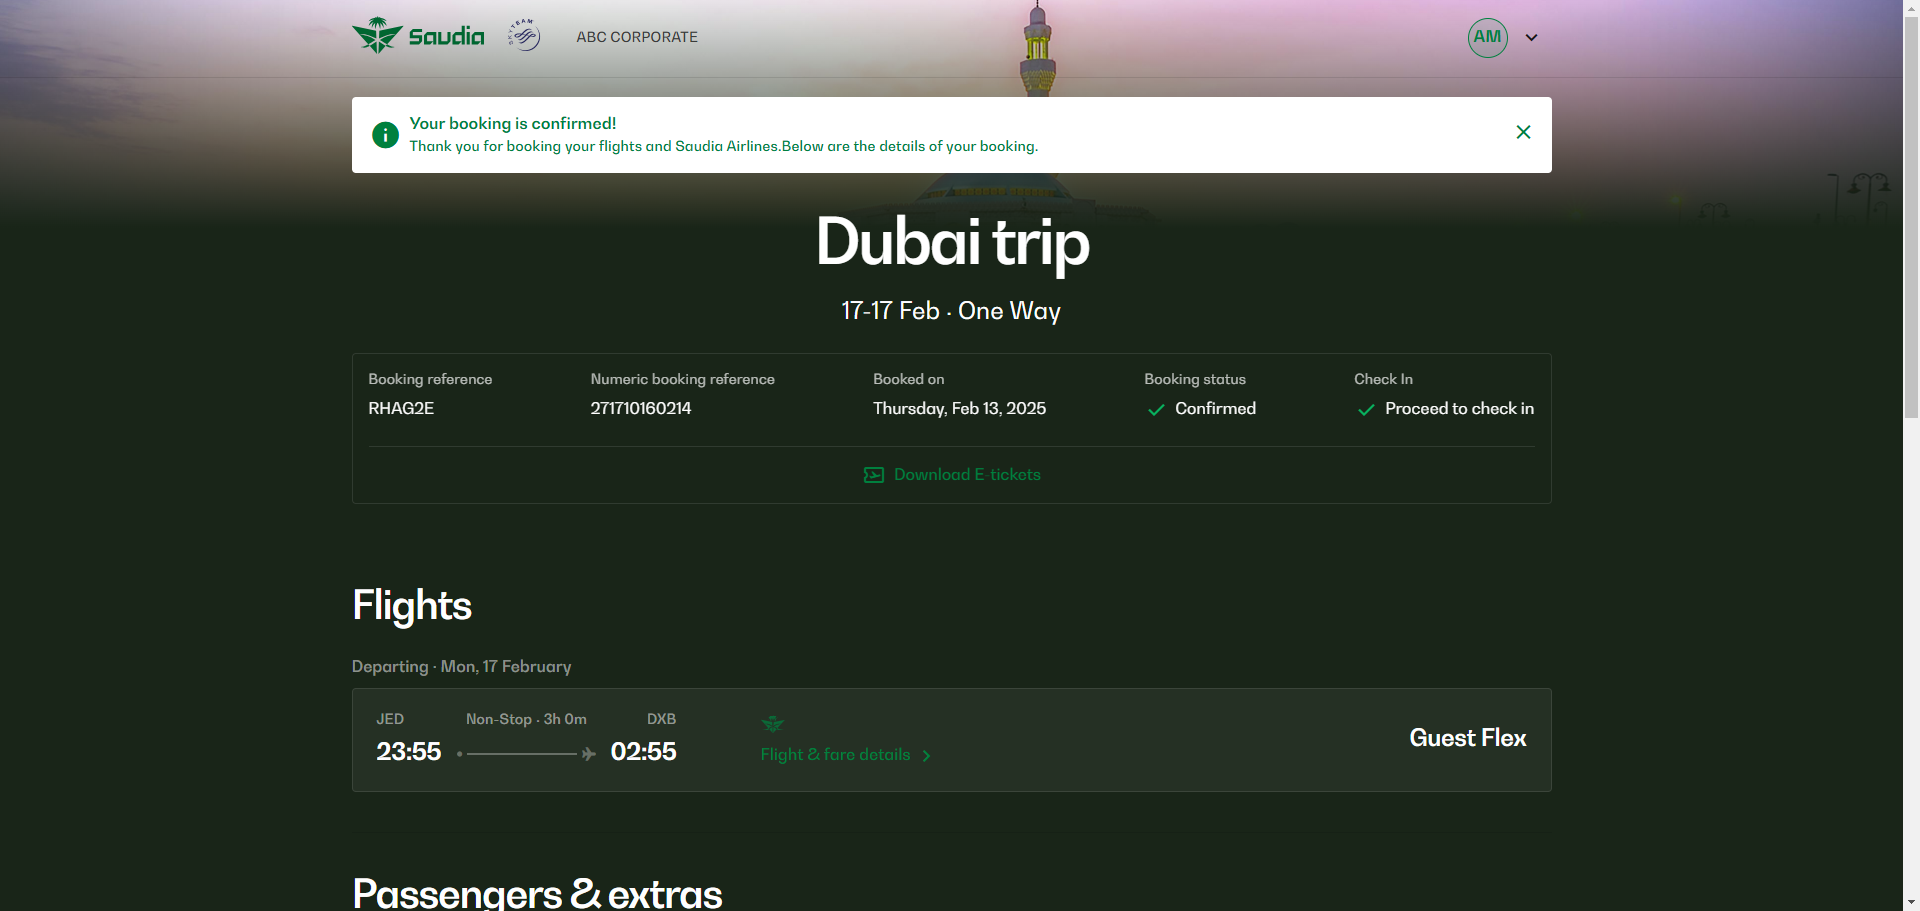 Saudia
SKYTEAM
ABC CORPORATE
AM
Your booking is confirmed!
Thank you for booking your flights and Saudia Airlines.Below are the details of your booking.
Dubai trip
17-17 Feb · One Way
Booking reference
Numeric booking reference
Booked on
Booking status
Check In
RHAG2E
271710160214
Thursday, Feb 13, 2025
Confirmed
Proceed to check in
Download E-tickets
Flights
Departing · Mon, 17 February
JED
Non-Stop · 3h 0m
DXB
23:55
02:55
Flight & fare details
Guest Flex
Passengers & extras